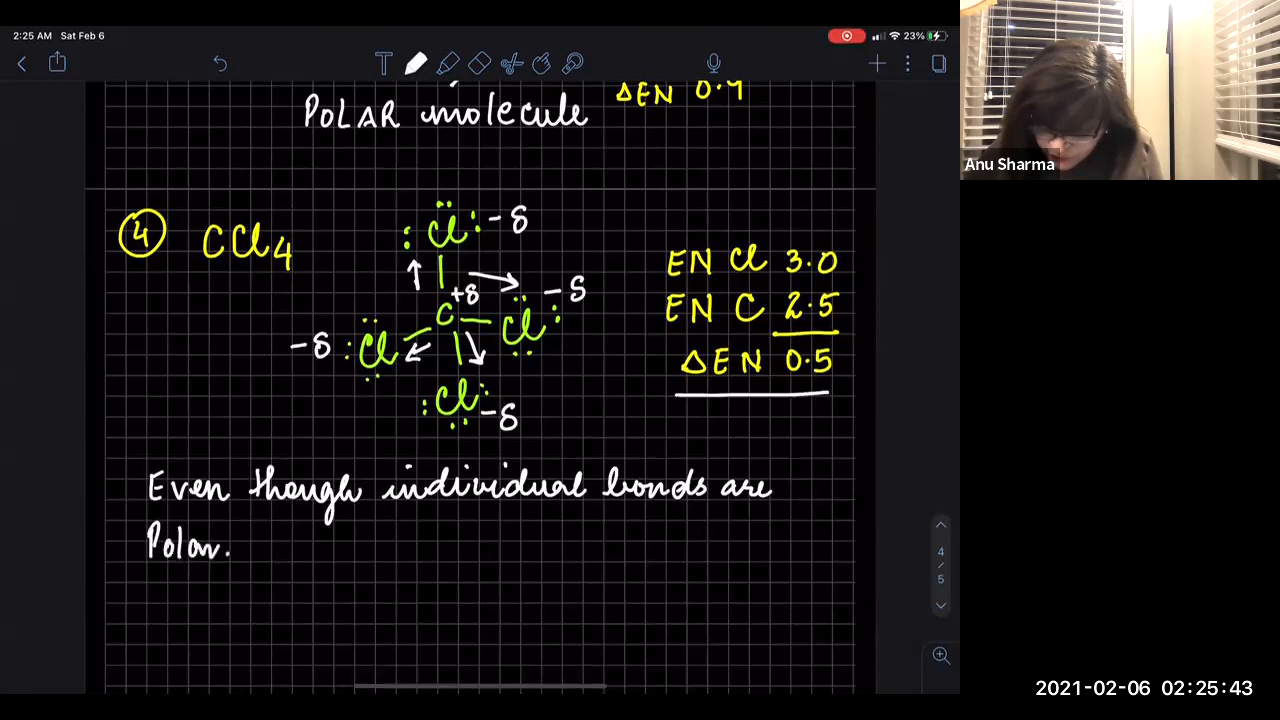 2:25 AM Sat Feb 6
23%
T
ΔEN 0.4
POLAR molecule
Anu Sharma
4 CCl4
Cl -δ
+δ
C
Cl -δ
-δ Cl
Cl -δ
EN Cl 3.0
EN C 2.5
ΔEN 0.5
Even though individual bonds are
Polar.
4
/
5
2021-02-06 02:25:43